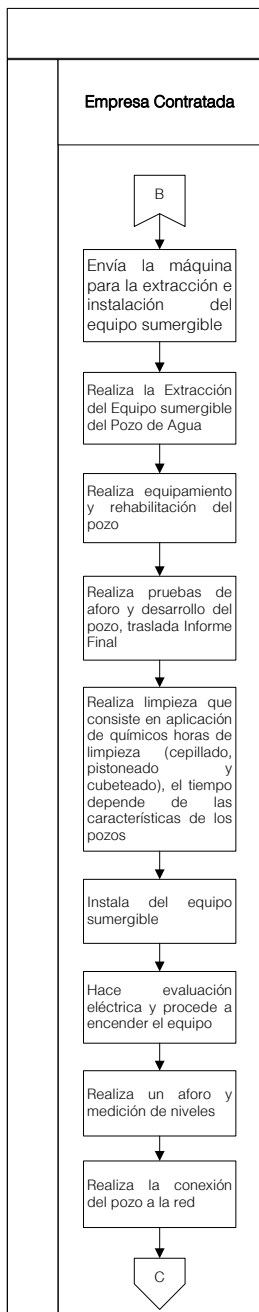 Empresa Contratada
B
Envía la máquina
para la extracción e
instalación del
equipo sumergible
Realiza la Extracción
del Equipo sumergible
del Pozo de Agua
Realiza equipamiento
y rehabilitación del
pozo
Realiza pruebas de
aforo y desarrollo del
pozo, traslada Informe
Final
Realiza limpieza que
consiste en aplicación
de químicos horas de
limpieza (cepillado,
pistoneado y
cubeteado), el tiempo
depende de las
características de los
pozos
Instala del equipo
sumergible
Hace evaluación
eléctrica y procede a
encender el equipo
Realiza un aforo y
medición de niveles
Realiza la conexión
del pozo a la red
C